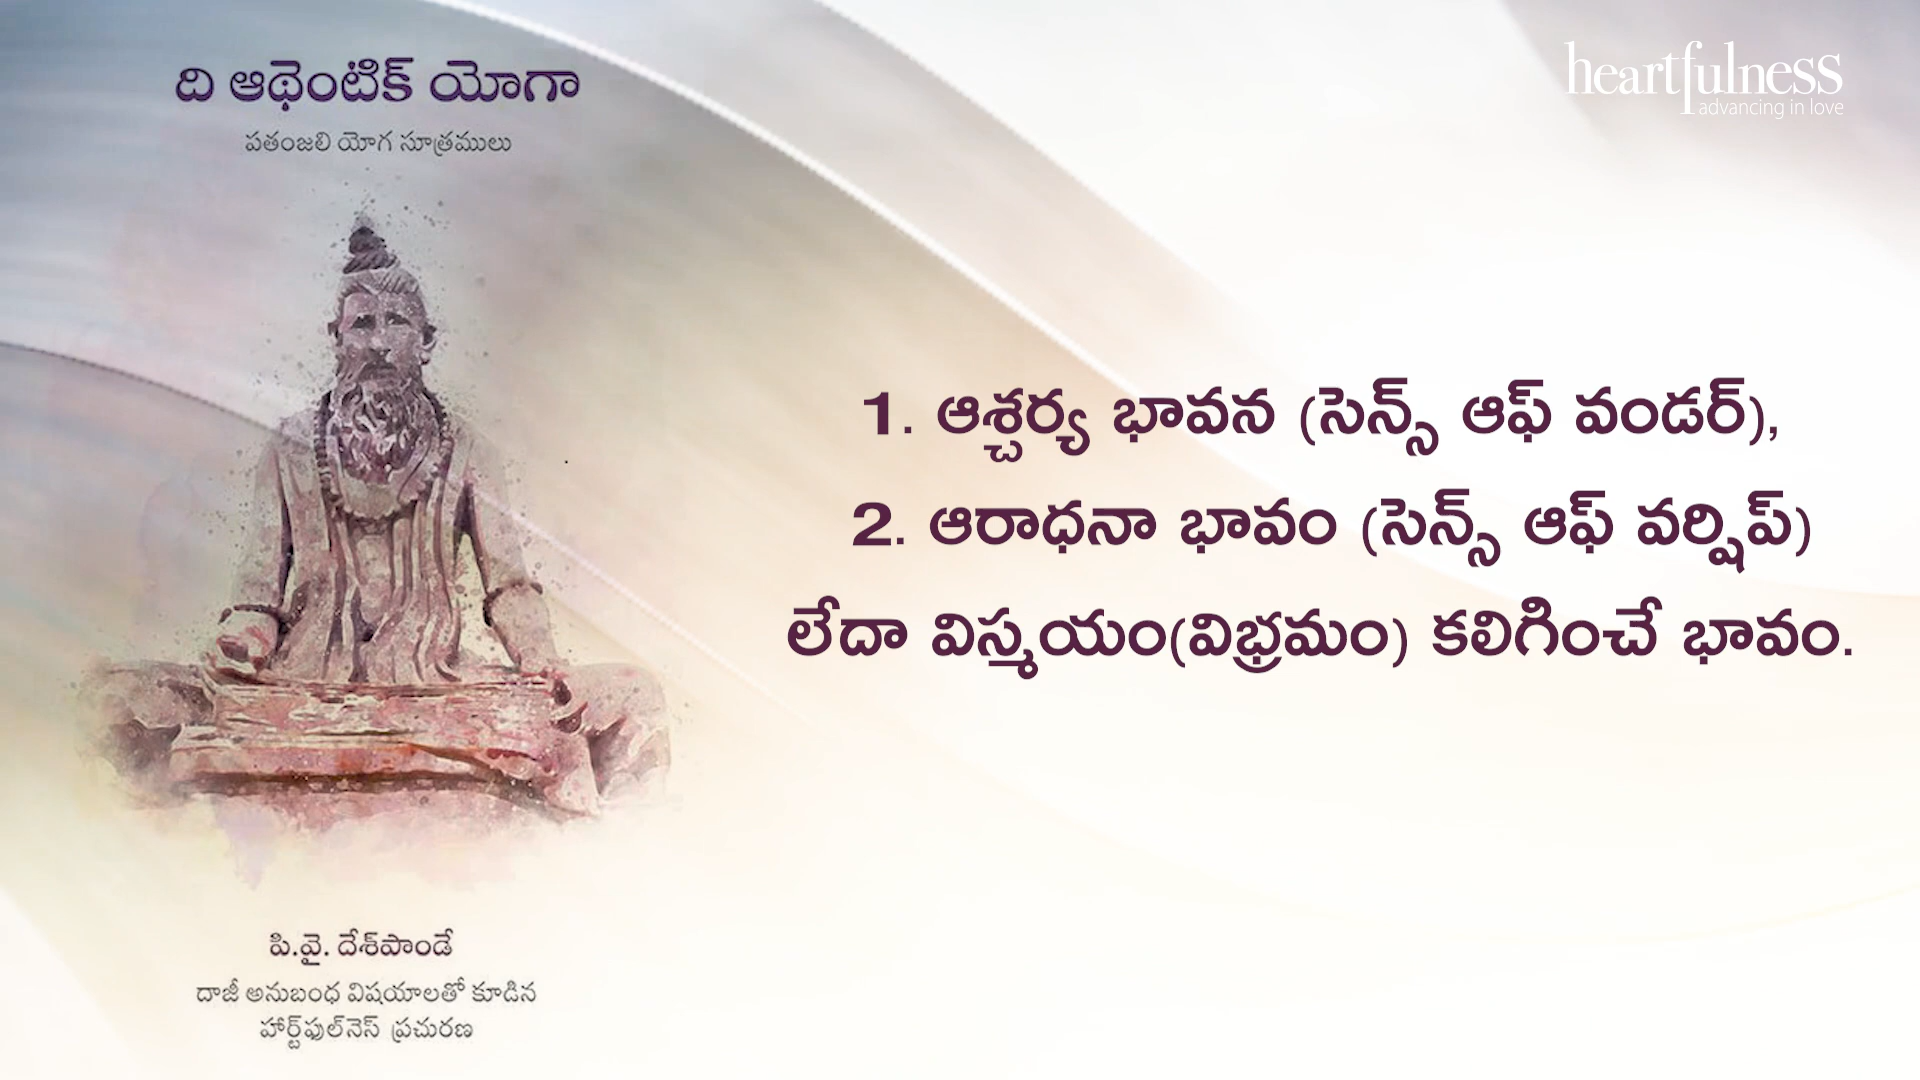 heartfulness
advancing in love
ది ఆథెంటిక్ యోగా
పతంజలి యోగ సూత్రములు
1. ఆశ్చర్య భావన (సెన్స్ ఆఫ్ వండర్),
2. ఆరాధనా భావం (సెన్స్ ఆఫ్ వర్షిప్)
లేదా విస్మయం(విభ్రమం) కలిగించే భావం.
పి.వై. దేశ్‌పాండే
దాజీ అనుబంధ విషయాలతో కూడిన
హార్ట్‌ఫుల్‌నెస్ ప్రచురణ